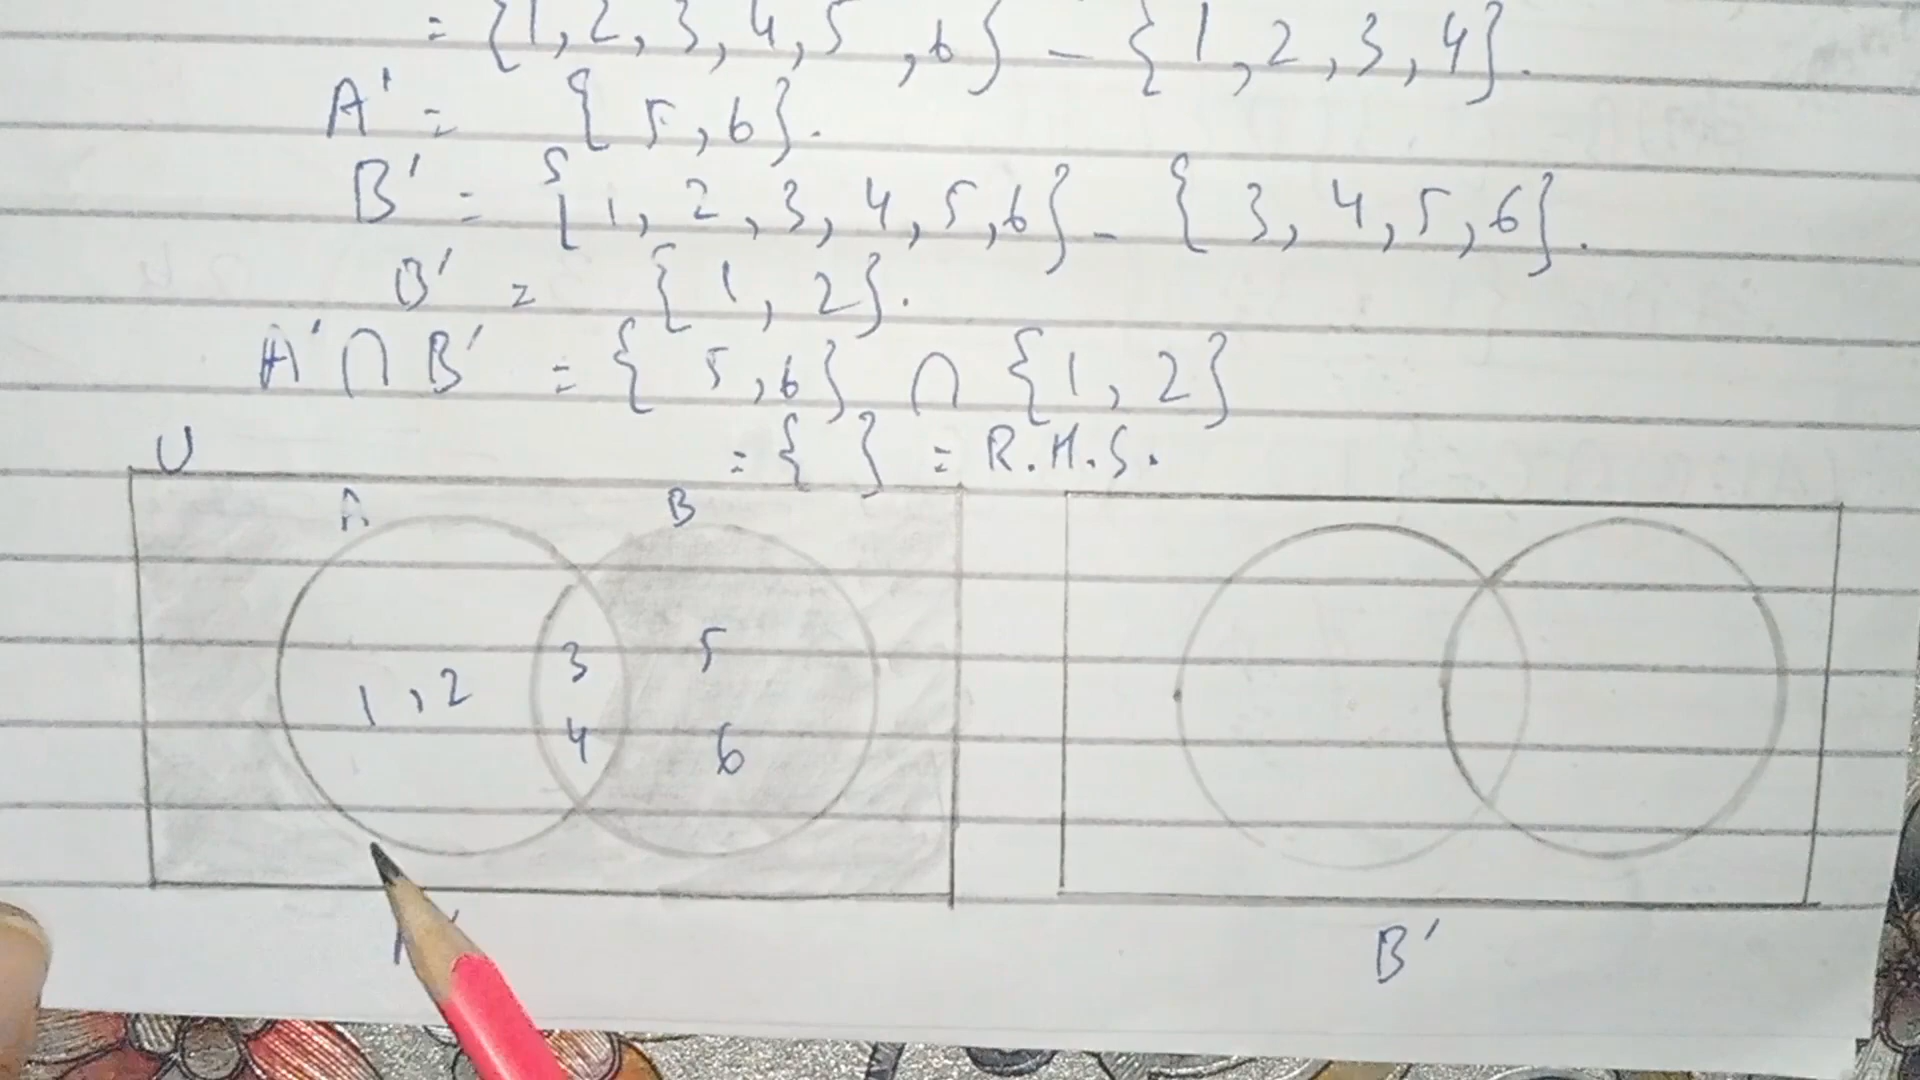 = {1, 2, 3, 4, 5, 6} - {1, 2, 3, 4}.
A' = {5, 6}.
B' = {1, 2, 3, 4, 5, 6} - {3, 4, 5, 6}.
B' = {1, 2}.
A' ∩ B' = {5, 6} ∩ {1, 2}
= { } = R.H.S.
U
A B
3 5
1, 2
4 6
B'